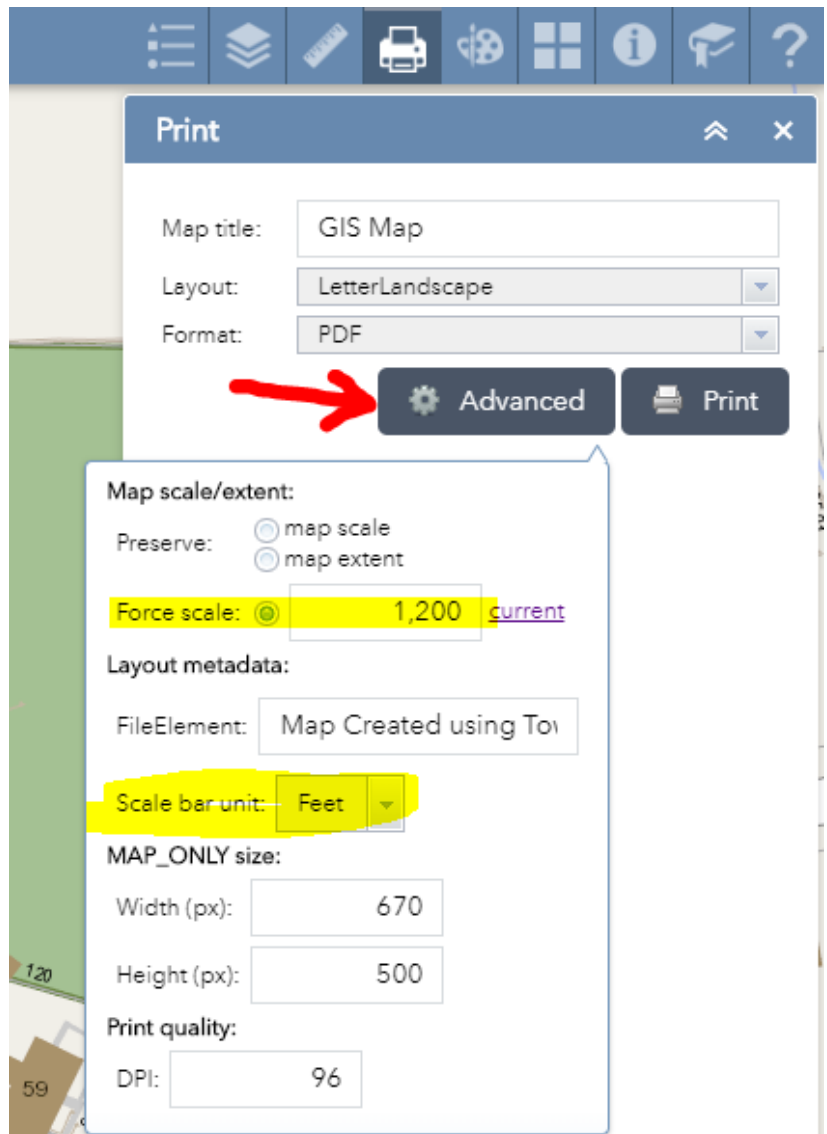 Print
Map title: GIS Map
Layout: LetterLandscape
Format: PDF
Advanced Print
Map scale/extent:
Preserve: map scale
map extent
Force scale: 1,200 current
Layout metadata:
FileElement: Map Created using
Scale bar unit: Feet
MAP_ONLY size:
Width (px): 670
Height (px): 500
120
Print quality:
DPI: 96
59